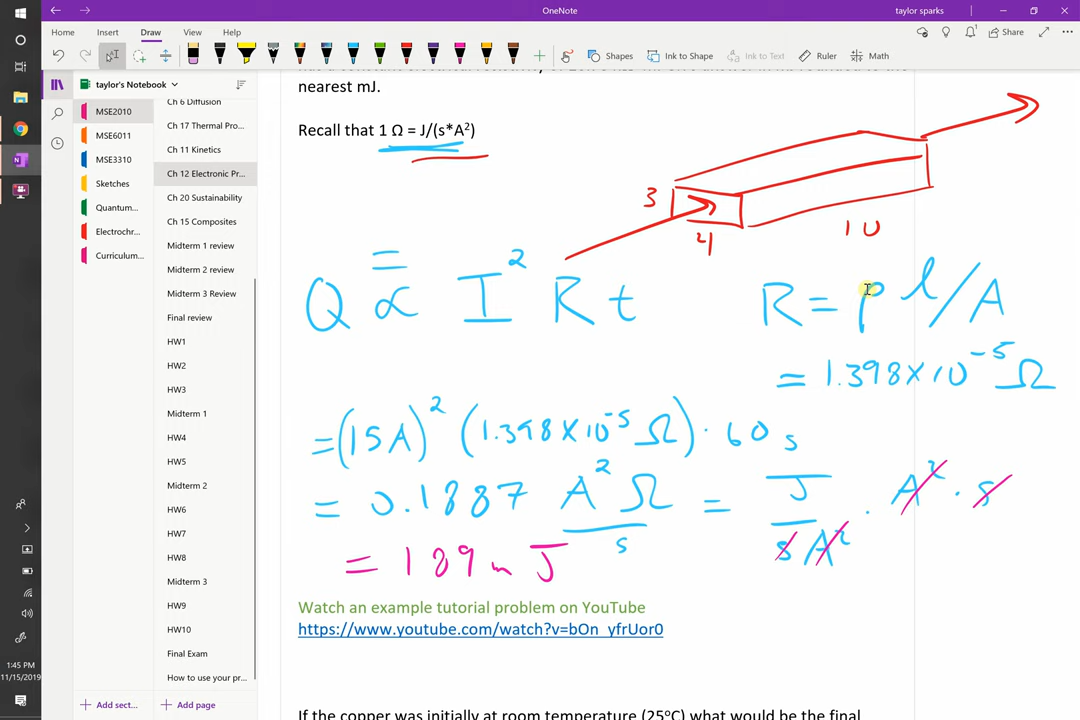 OneNote
taylor sparks
Home Insert Draw View Help
Share
Shapes
Ink to Shape
Ink to Text
Ruler
Math
taylor's Notebook
MSE2010
MSE6011
MSE3310
Sketches
Quantum...
Electrochr...
Curriculum...
Ch 6 Diffusion
Ch 17 Thermal Pro...
Ch 11 Kinetics
Ch 12 Electronic Pr...
Ch 20 Sustainability
Ch 15 Composites
Midterm 1 review
Midterm 2 review
Midterm 3 Review
Final review
HW1
HW2
HW3
Midterm 1
HW4
HW5
Midterm 2
HW6
HW7
HW8
Midterm 3
HW9
HW10
Final Exam
How to use your pr...
Add sect...
Add page
1:45 PM
11/15/2019
nearest mJ.
Recall that 1 Ω = J/(s*A²)
3
4
10
Q ∝ = I² R t
R = ρ l/A
= 1.398 x 10⁻⁵ Ω
= (15A)² (1.398 x 10⁻⁵ Ω) · 60 s
= 0.1887 A² Ω s = J/(s A²) · A² · s
= 189 m J
Watch an example tutorial problem on YouTube
https://www.youtube.com/watch?v=bOn_yfrUor0
If the copper was initially at room temperature (25°C) what would be the final